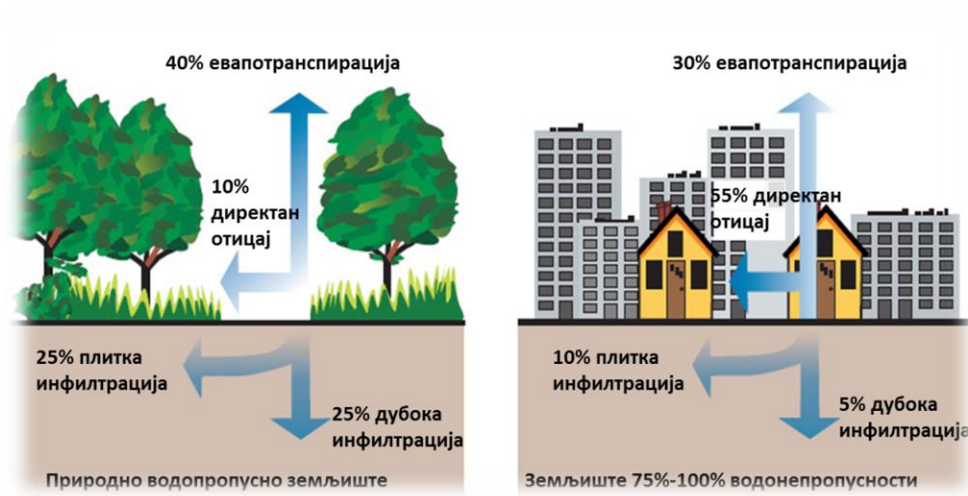 40% евапотранспирација
10%
директан
отицај
25% плитка
инфилтрација
25% дубока
инфилтрација
Природно водопропусно земљиште
30% евапотранспирација
55% директан
отицај
10% плитка
инфилтрација
5% дубока
инфилтрација
Земљиште 75%-100% водонепропусности